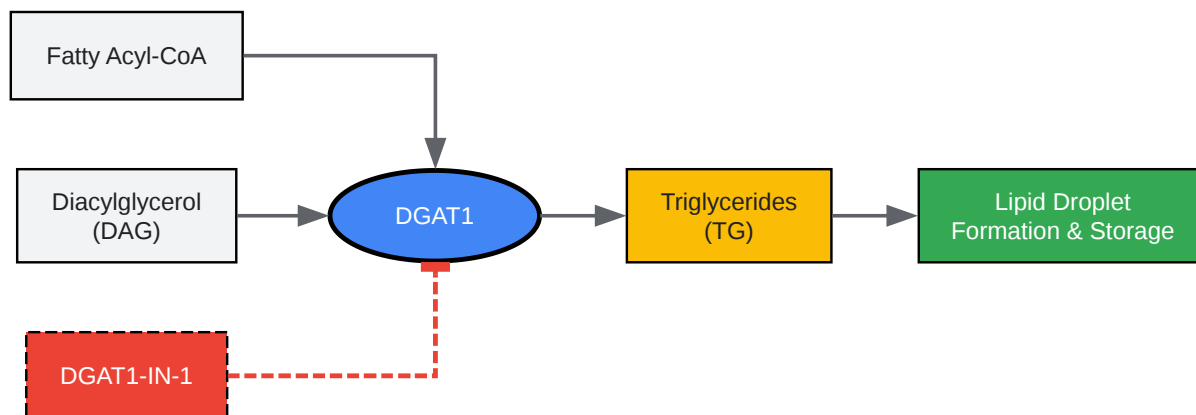 Fatty Acyl-CoA
Diacylglycerol
(DAG)
DGAT1
Triglycerides
(TG)
Lipid Droplet
Formation & Storage
DGAT1-IN-1